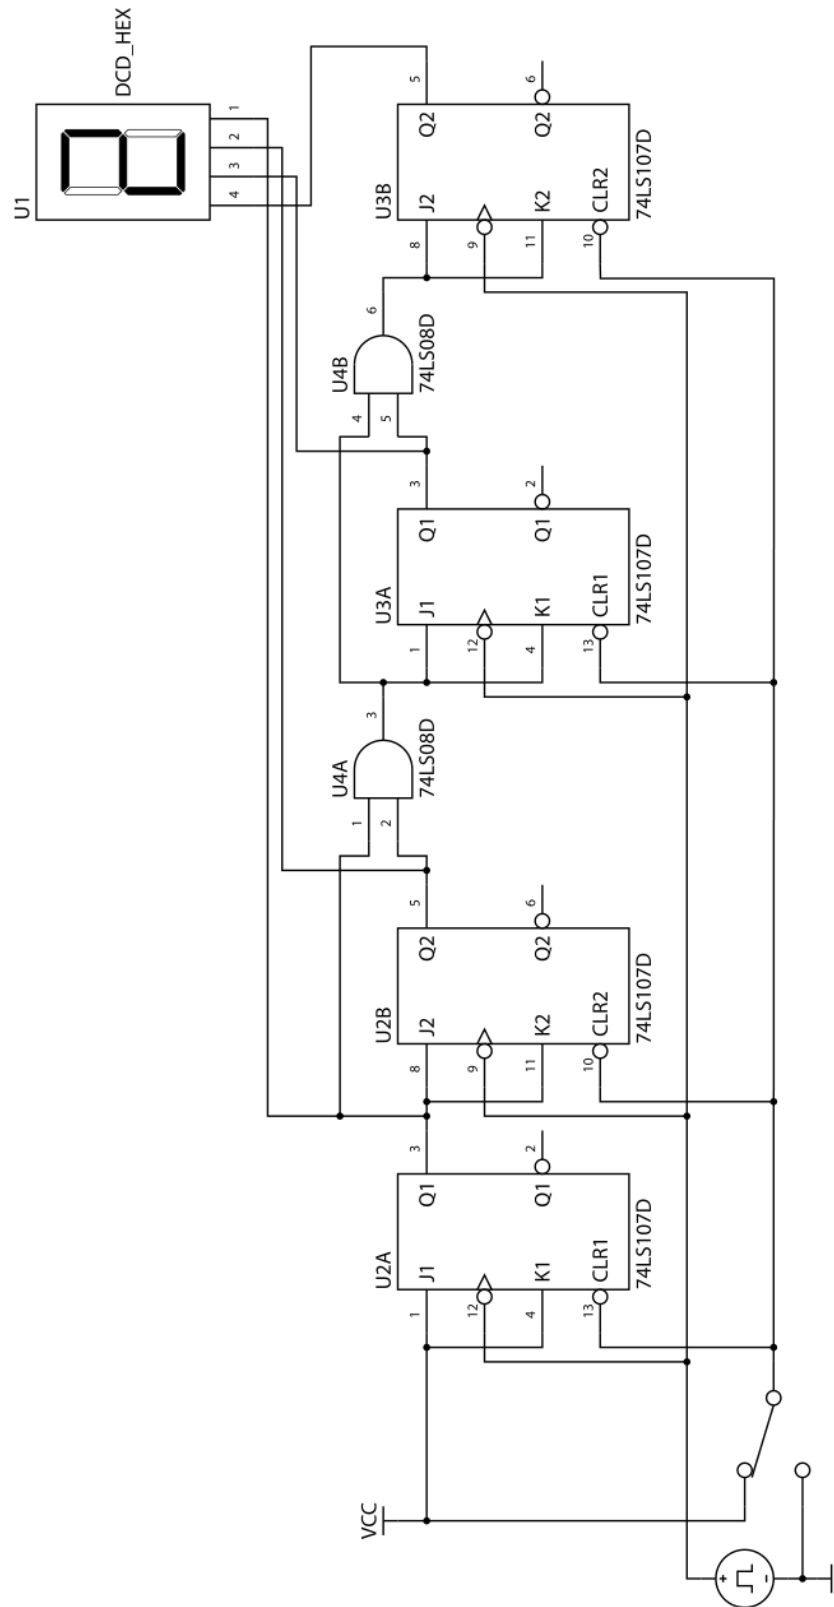 U1
DCD_HEX
4 3 2 1
U2A
J1
Q1
K1
Q1
CLR1
1
12
4
13
3
2
74LS107D
U2B
J2
Q2
K2
Q2
CLR2
8
9
11
10
5
6
74LS107D
U4A
1
2
3
74LS08D
U3A
J1
Q1
K1
Q1
CLR1
1
12
4
13
3
2
74LS107D
U4B
4
5
6
74LS08D
U3B
J2
Q2
K2
Q2
CLR2
8
9
11
10
5
6
74LS107D
VCC
+
-